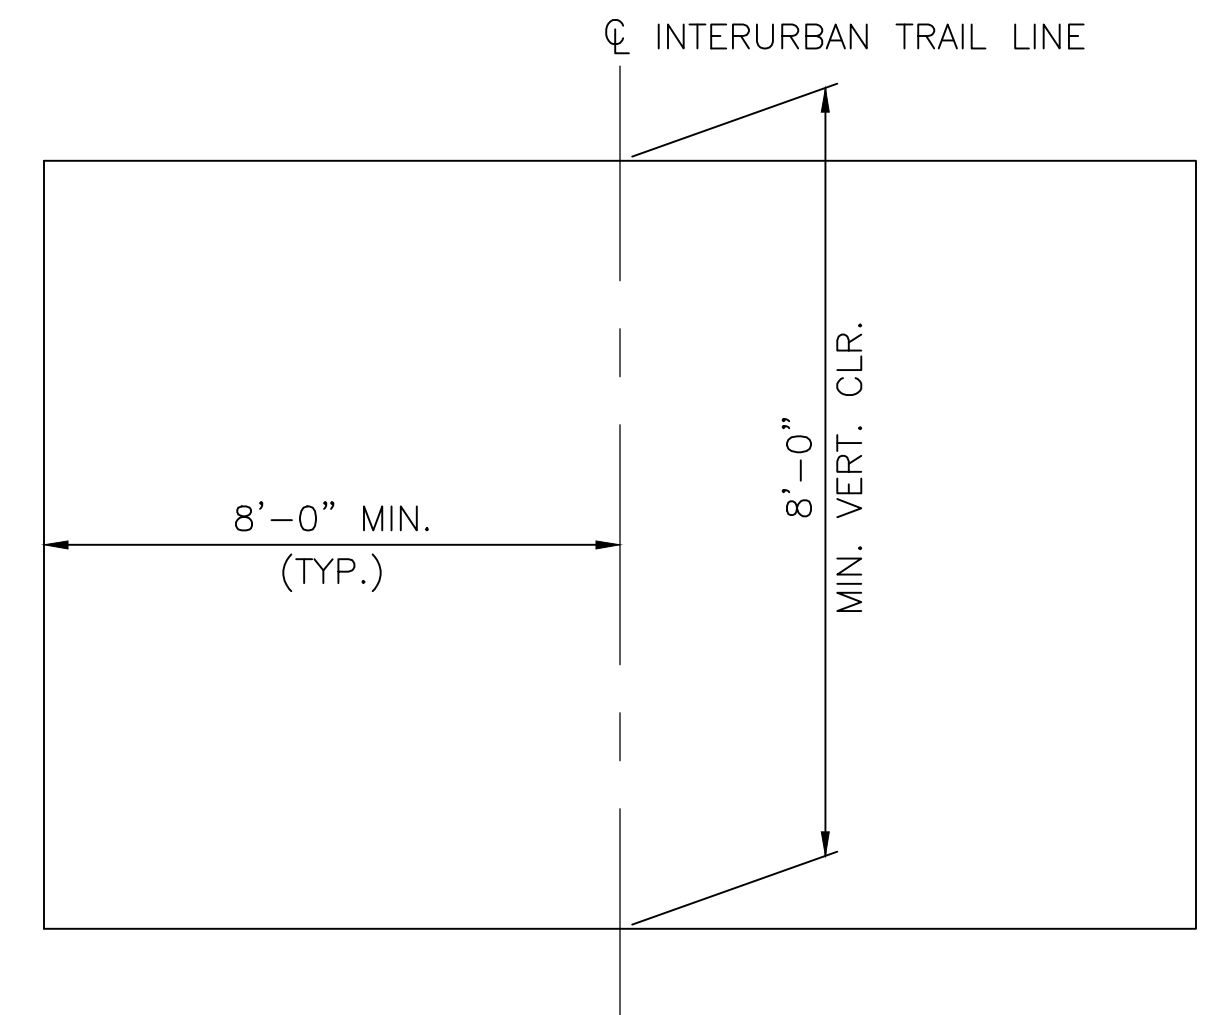 ℄ INTERURBAN TRAIL LINE
8'-0" MIN.
(TYP.)
8'-0"
MIN. VERT. CLR.